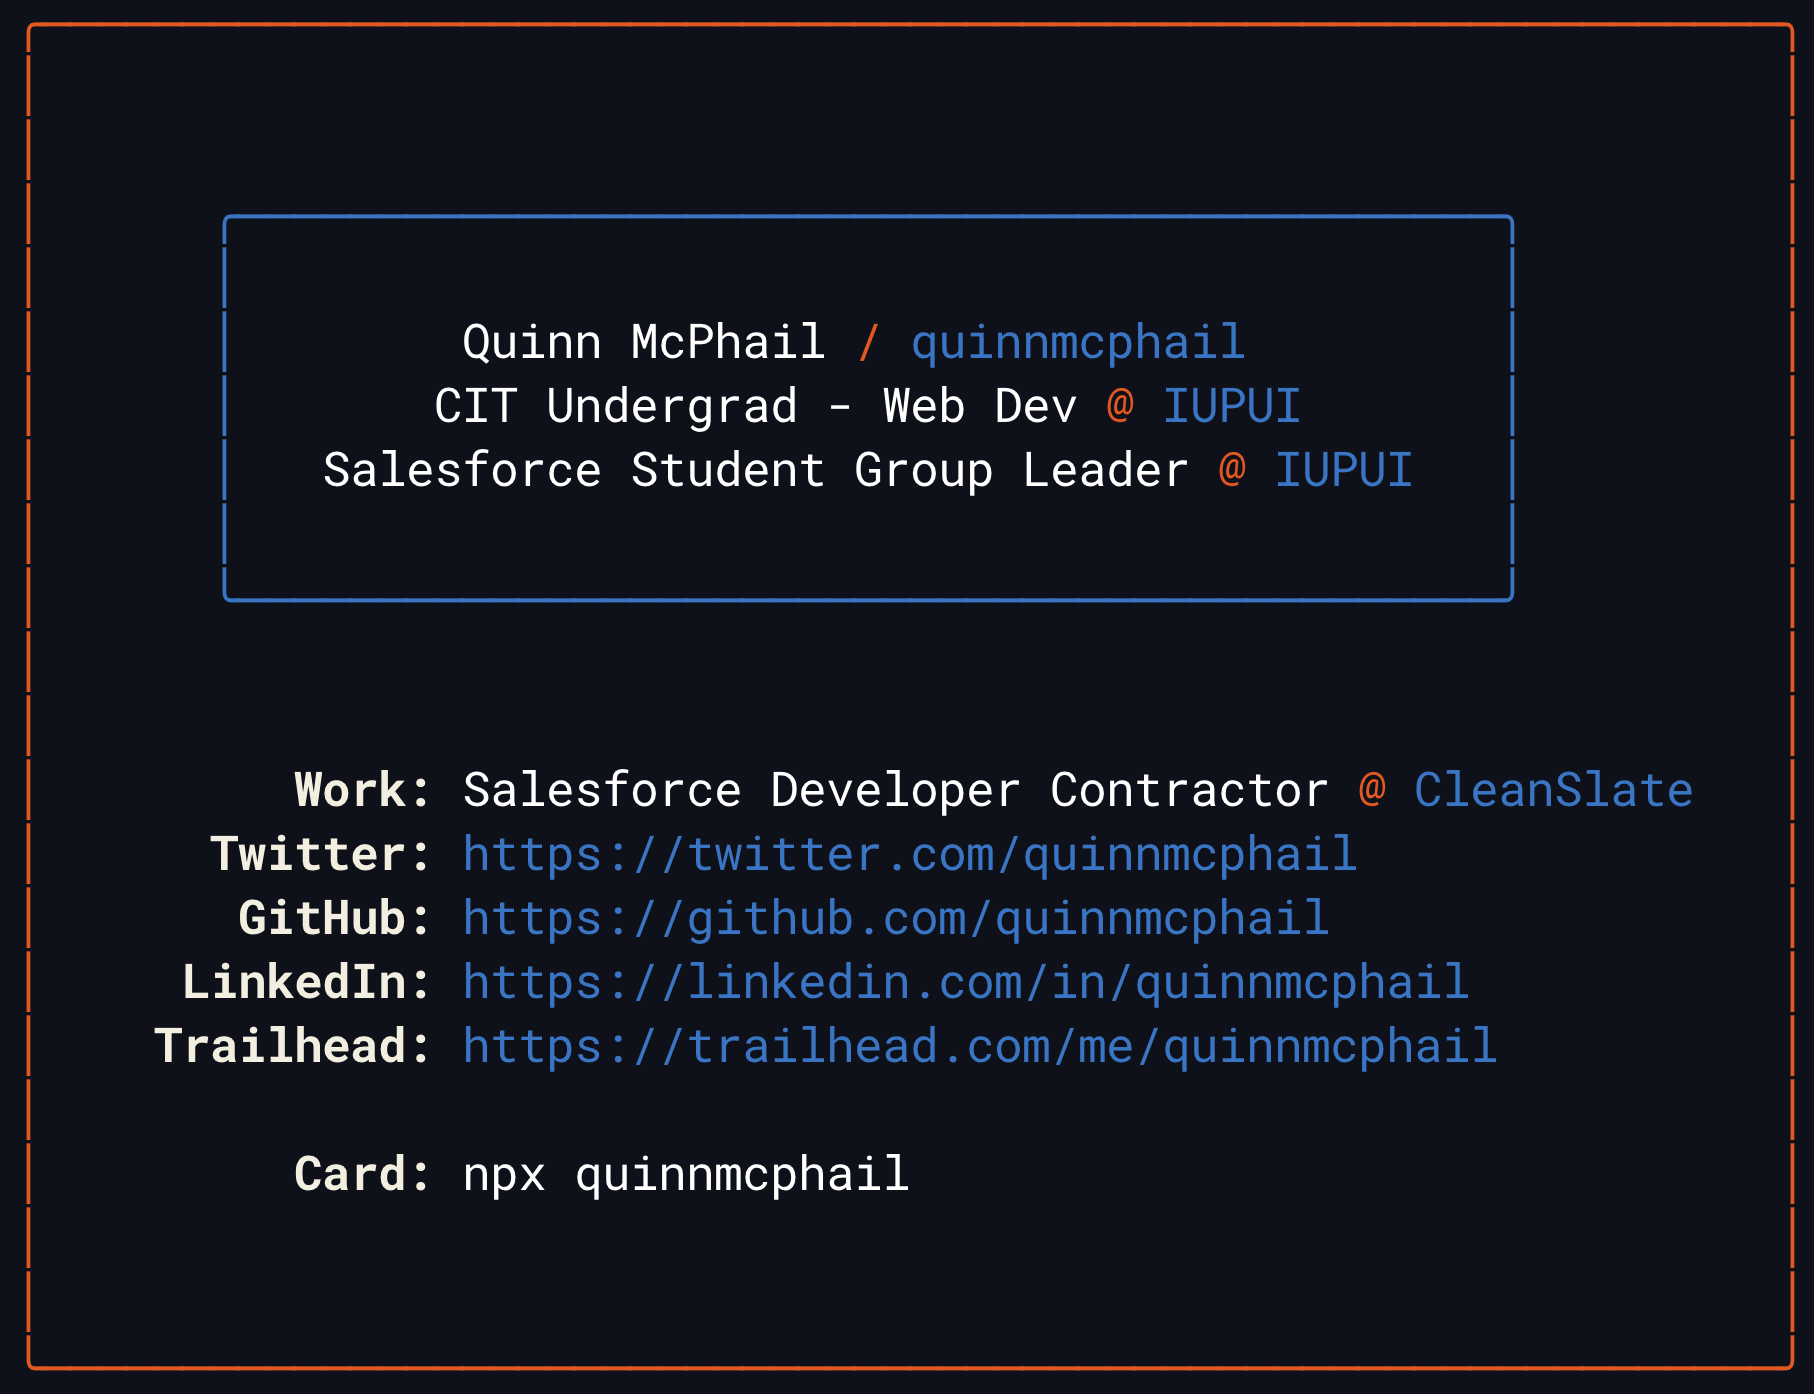 Quinn McPhail / quinnmcphail
CIT Undergrad - Web Dev @ IUPUI
Salesforce Student Group Leader @ IUPUI
Work: Salesforce Developer Contractor @ CleanSlate
Twitter: https://twitter.com/quinnmcphail
GitHub: https://github.com/quinnmcphail
LinkedIn: https://linkedin.com/in/quinnmcphail
Trailhead: https://trailhead.com/me/quinnmcphail
Card: npx quinnmcphail